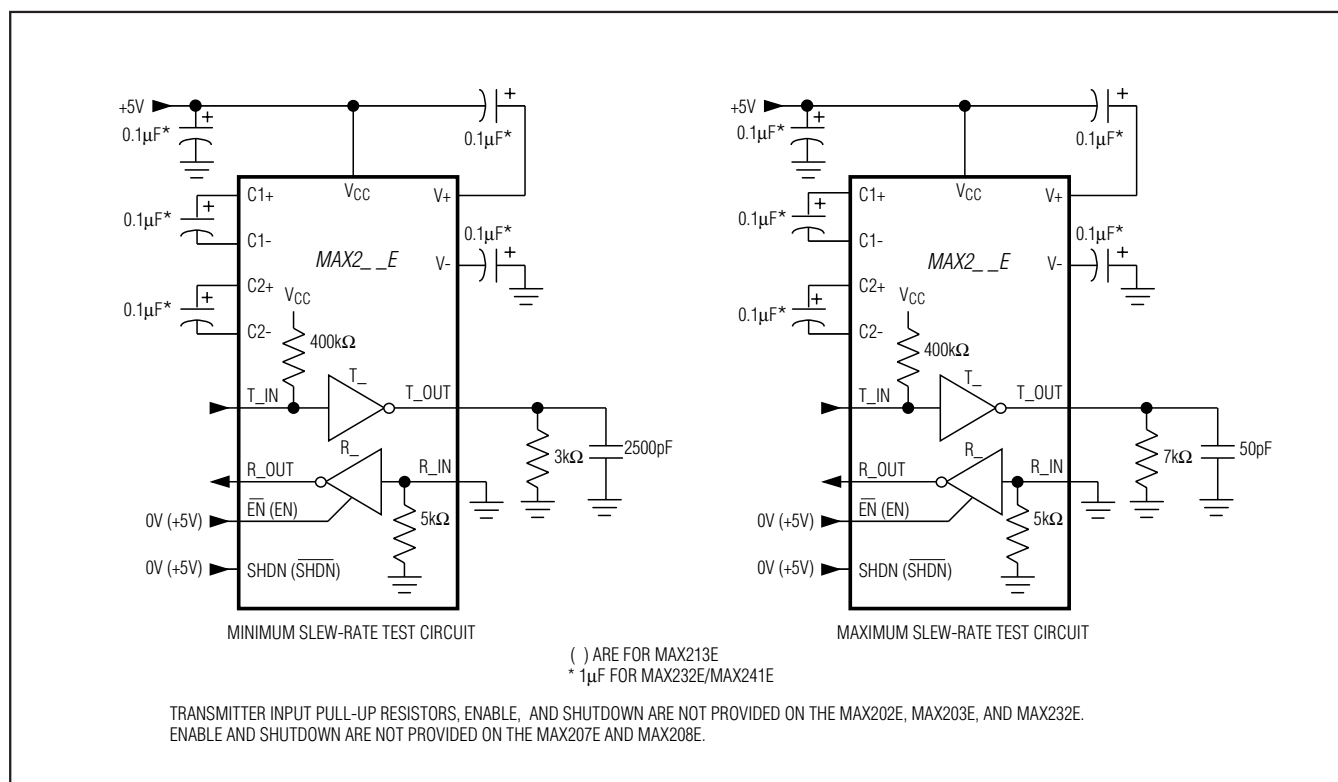 +5V
+
0.1µF*
+
0.1µF*
VCC
V+
C1+
+
0.1µF*
C1-
0.1µF*
+
V-
MAX2_ _E
C2+
+
0.1µF*
C2-
VCC
400kΩ
T_IN
T_
T_OUT
3kΩ
2500pF
R_OUT
R_
R_IN
5kΩ
0V (+5V)
E̅N̅ (EN)
0V (+5V)
SHDN (S̅H̅D̅N̅)
MINIMUM SLEW-RATE TEST CIRCUIT
+5V
+
0.1µF*
+
0.1µF*
VCC
V+
C1+
+
0.1µF*
C1-
0.1µF*
+
V-
MAX2_ _E
C2+
+
0.1µF*
C2-
VCC
400kΩ
T_IN
T_
T_OUT
7kΩ
50pF
R_OUT
R_
R_IN
5kΩ
0V (+5V)
E̅N̅ (EN)
0V (+5V)
SHDN (S̅H̅D̅N̅)
MAXIMUM SLEW-RATE TEST CIRCUIT
( ) ARE FOR MAX213E
* 1µF FOR MAX232E/MAX241E
TRANSMITTER INPUT PULL-UP RESISTORS, ENABLE, AND SHUTDOWN ARE NOT PROVIDED ON THE MAX202E, MAX203E, AND MAX232E.
ENABLE AND SHUTDOWN ARE NOT PROVIDED ON THE MAX207E AND MAX208E.